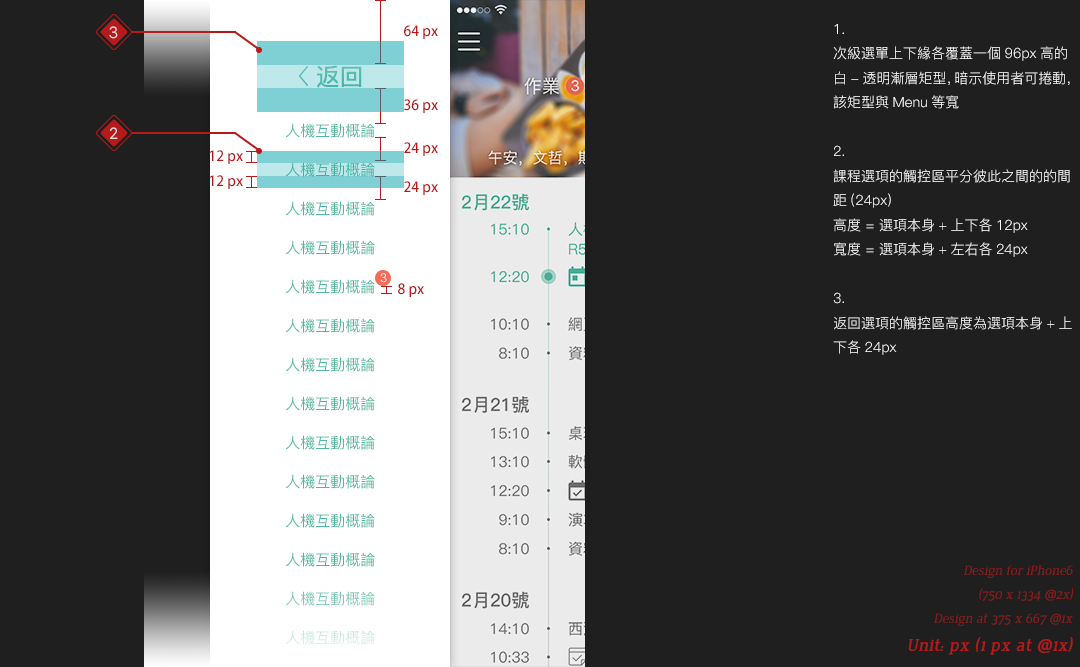 3
64 px
〈 返回
36 px
人機互動概論
2
24 px
12 px
人機互動概論
12 px
24 px
人機互動概論
人機互動概論
人機互動概論
3
8 px
人機互動概論
人機互動概論
人機互動概論
人機互動概論
人機互動概論
人機互動概論
人機互動概論
人機互動概論
人機互動概論
作業 3
午安，文哲，
2月22號
15:10
人
R5
12:20
10:10 網
8:10 資
2月21號
15:10 桌
13:10 軟
12:20
9:10 演
8:10 資
2月20號
14:10 西
10:33
1.
次級選單上下緣各覆蓋一個 96px 高的
白 – 透明漸層矩型，暗示使用者可捲動，
該矩型與 Menu 等寬
2.
課程選項的觸控區平分彼此之間的的間
距 (24px)
高度 = 選項本身 + 上下各 12px
寬度 = 選項本身 + 左右各 24px
3.
返回選項的觸控區高度為選項本身 + 上
下各 24px
Design for iPhone6
(750 x 1334 @2x)
Design at 375 x 667 @1x
Unit. px (1 px at @1x)